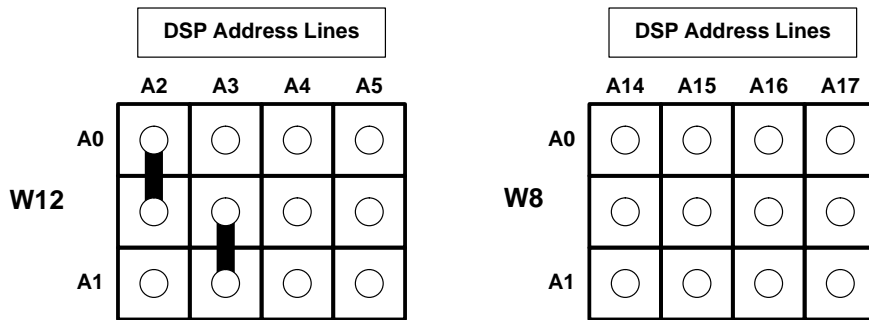 DSP Address Lines
A2 A3 A4 A5
A0
W12
A1
DSP Address Lines
A14 A15 A16 A17
A0
W8
A1